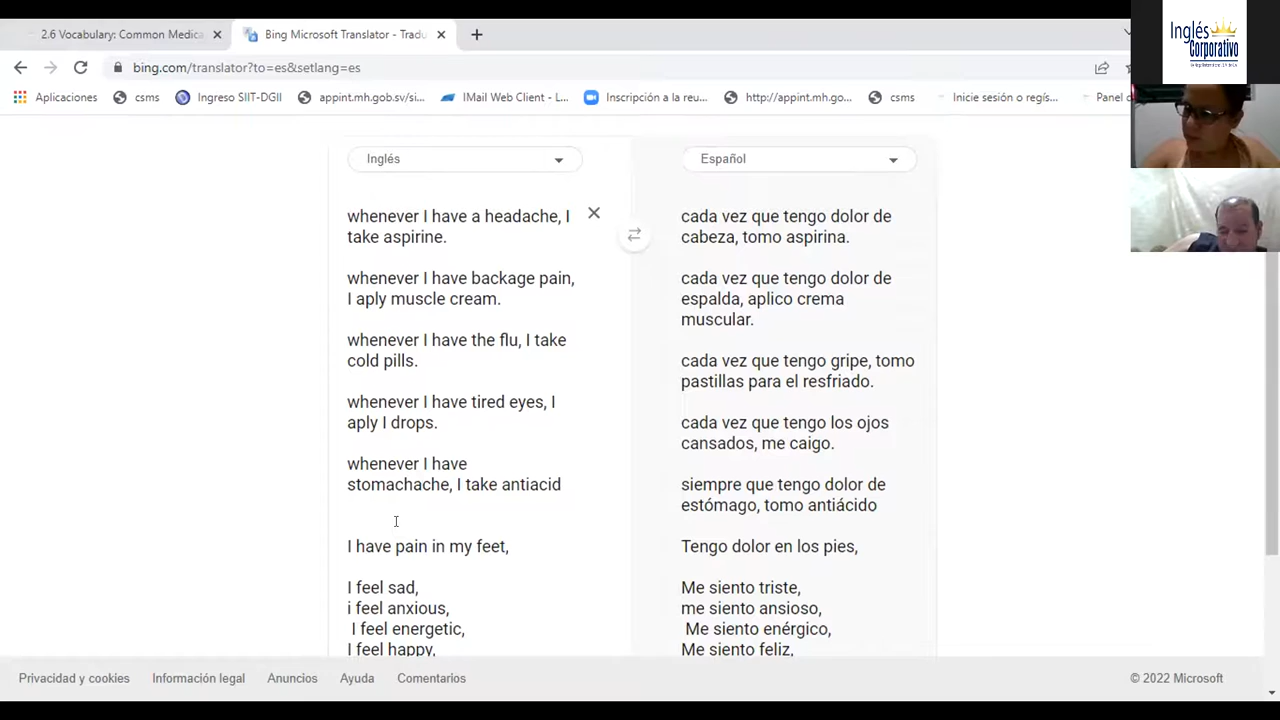 2.6 Vocabulary: Common Medica
Bing Microsoft Translator - Tradu
bing.com/translator?to=es&setlang=es
Aplicaciones
csms
Ingreso SIIT-DGII
appint.mh.gob.sv/si...
IMail Web Client - L...
Inscripción a la reu...
http://appint.mh.go...
csms
Inicie sesión o regís...
Panel d
Inglés
Corporativo
Inglés
Español
whenever I have a headache, I
take aspirine.
whenever I have backage pain,
I aply muscle cream.
whenever I have the flu, I take
cold pills.
whenever I have tired eyes, I
aply I drops.
whenever I have
stomachache, I take antiacid
I have pain in my feet,
I feel sad,
i feel anxious,
I feel energetic,
I feel happy,
cada vez que tengo dolor de
cabeza, tomo aspirina.
cada vez que tengo dolor de
espalda, aplico crema
muscular.
cada vez que tengo gripe, tomo
pastillas para el resfriado.
cada vez que tengo los ojos
cansados, me caigo.
siempre que tengo dolor de
estómago, tomo antiácido
Tengo dolor en los pies,
Me siento triste,
me siento ansioso,
Me siento enérgico,
Me siento feliz,
Privacidad y cookies
Información legal
Anuncios
Ayuda
Comentarios
© 2022 Microsoft